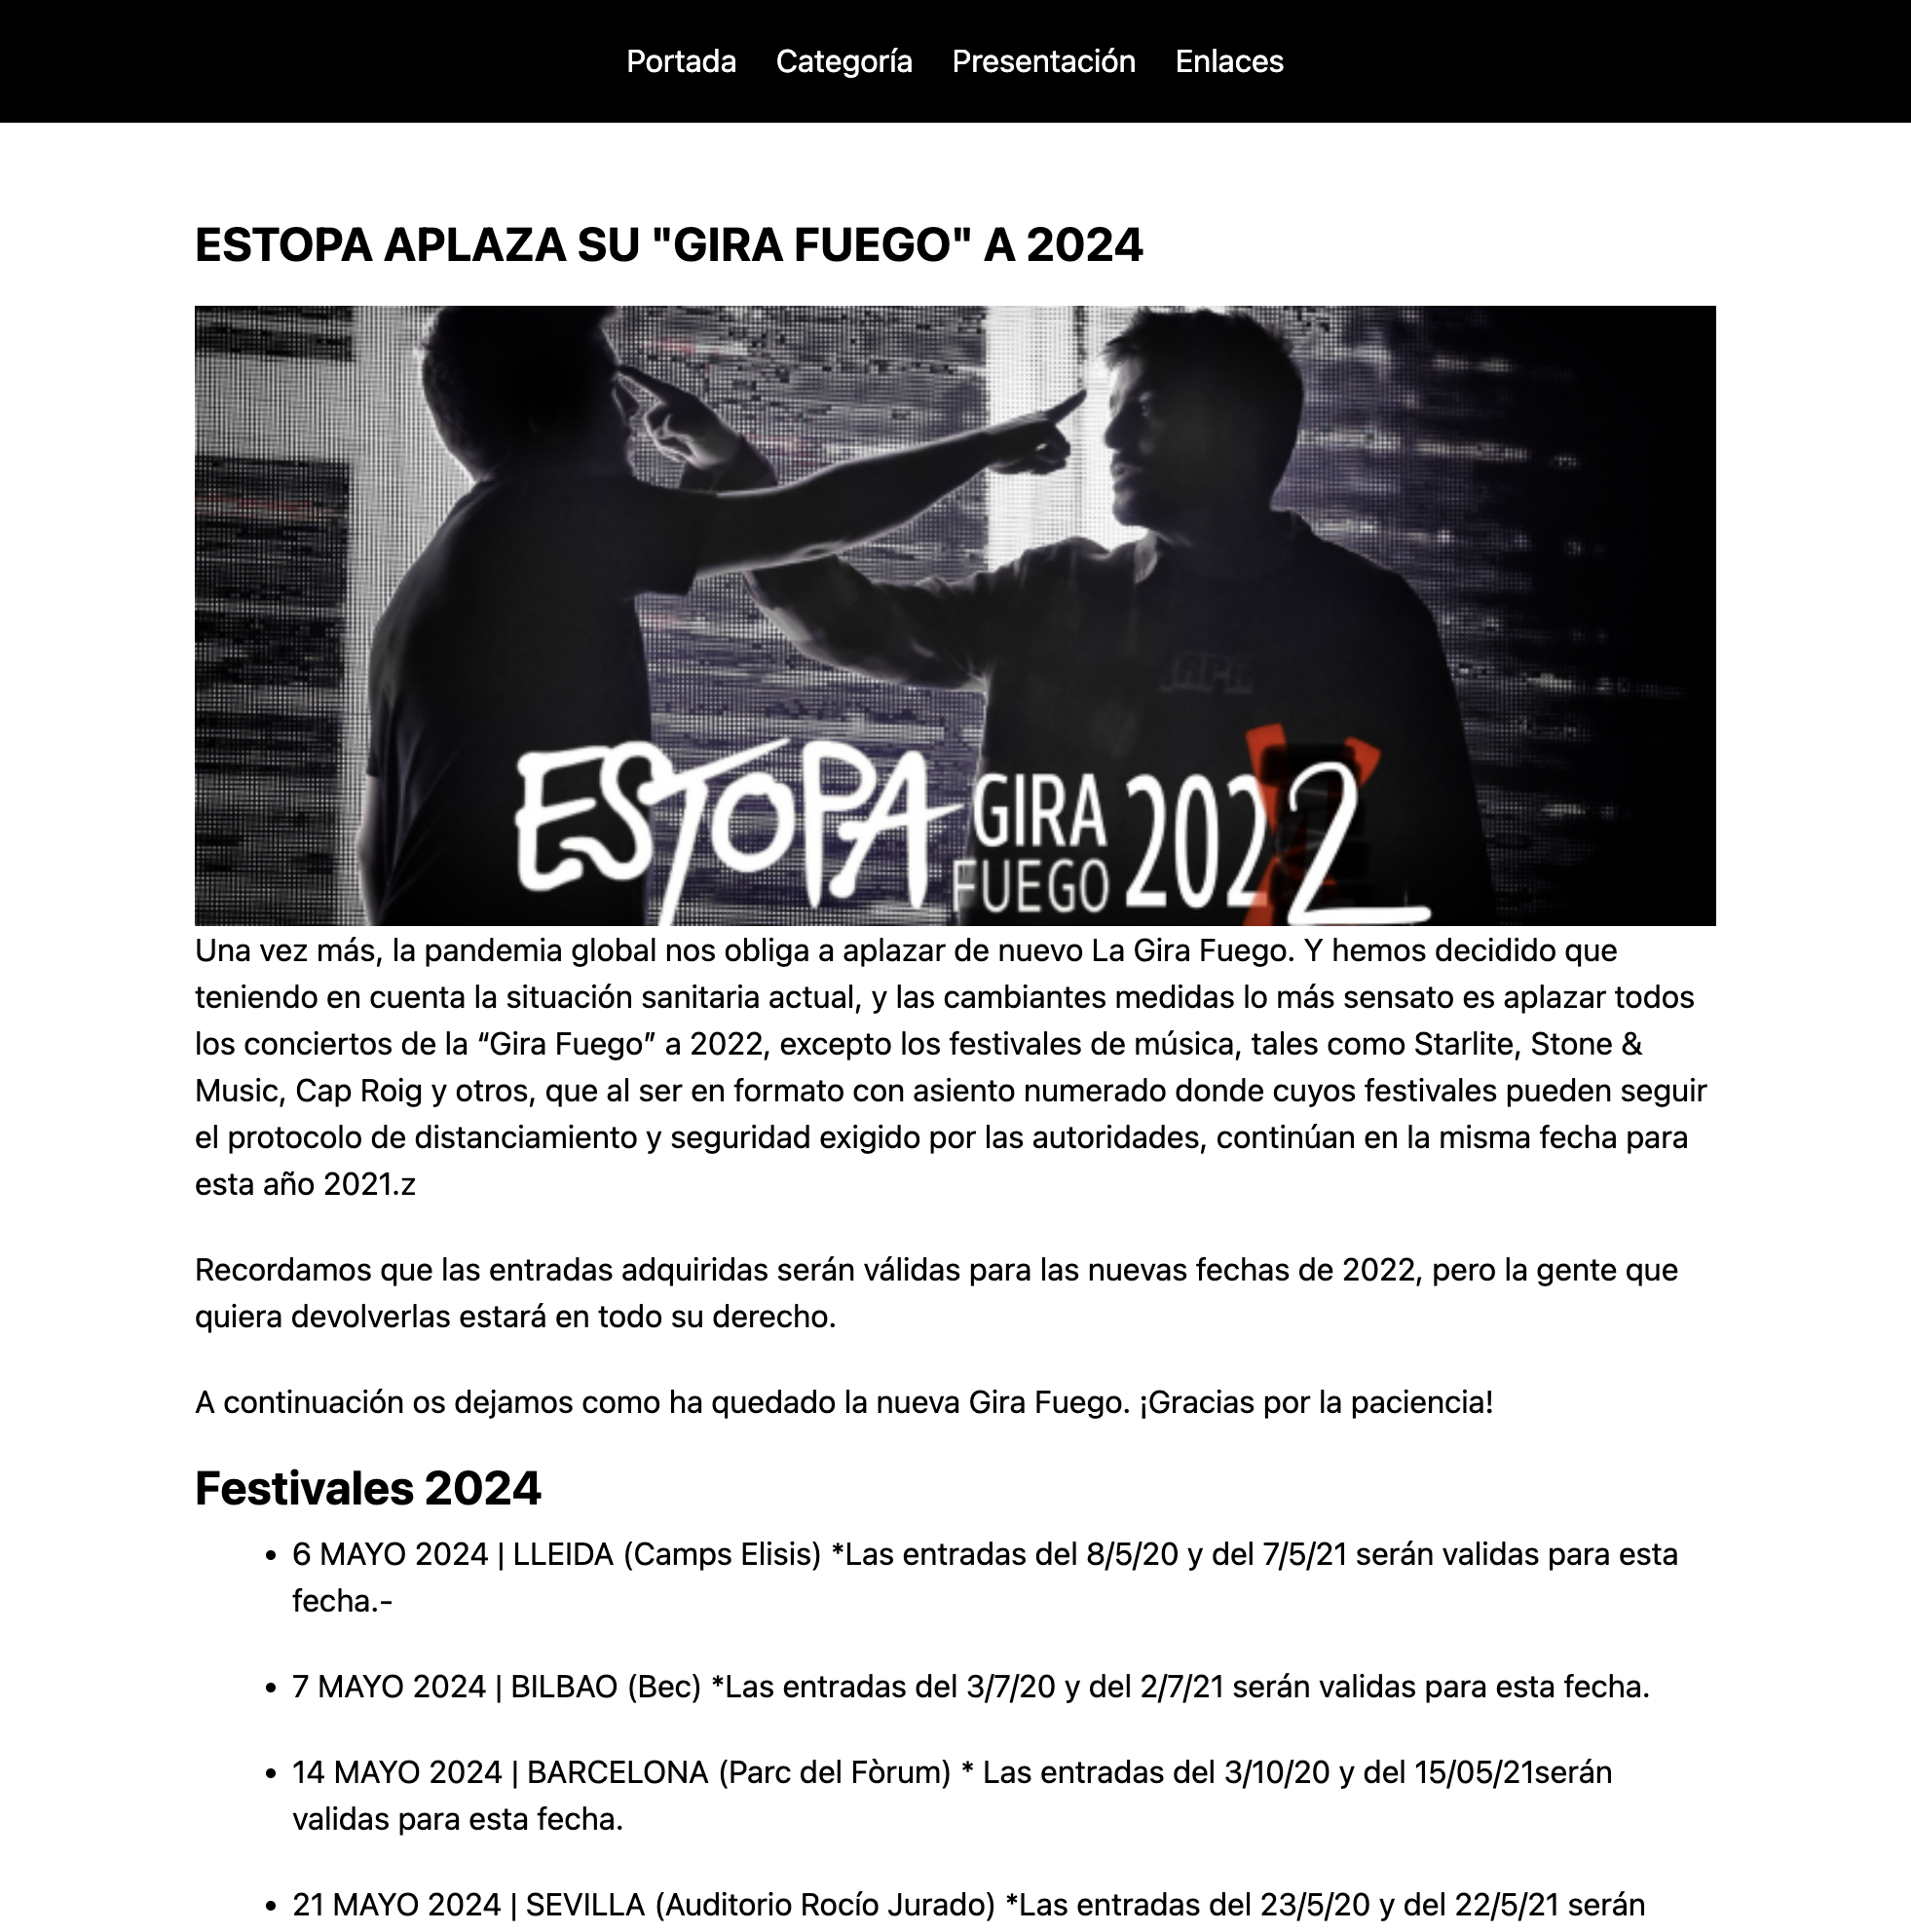 Portada Categoría Presentación Enlaces
ESTOPA APLAZA SU "GIRA FUEGO" A 2024
ESTOPA GIRA FUEGO 2022
Una vez más, la pandemia global nos obliga a aplazar de nuevo La Gira Fuego. Y hemos decidido que
teniendo en cuenta la situación sanitaria actual, y las cambiantes medidas lo más sensato es aplazar todos
los conciertos de la “Gira Fuego” a 2022, excepto los festivales de música, tales como Starlite, Stone &
Music, Cap Roig y otros, que al ser en formato con asiento numerado donde cuyos festivales pueden seguir
el protocolo de distanciamiento y seguridad exigido por las autoridades, continúan en la misma fecha para
esta año 2021.z
Recordamos que las entradas adquiridas serán válidas para las nuevas fechas de 2022, pero la gente que
quiera devolverlas estará en todo su derecho.
A continuación os dejamos como ha quedado la nueva Gira Fuego. ¡Gracias por la paciencia!
Festivales 2024
• 6 MAYO 2024 | LLEIDA (Camps Elisis) *Las entradas del 8/5/20 y del 7/5/21 serán validas para esta
fecha.-
• 7 MAYO 2024 | BILBAO (Bec) *Las entradas del 3/7/20 y del 2/7/21 serán validas para esta fecha.
• 14 MAYO 2024 | BARCELONA (Parc del Fòrum) * Las entradas del 3/10/20 y del 15/05/21serán
validas para esta fecha.
• 21 MAYO 2024 | SEVILLA (Auditorio Rocío Jurado) *Las entradas del 23/5/20 y del 22/5/21 serán